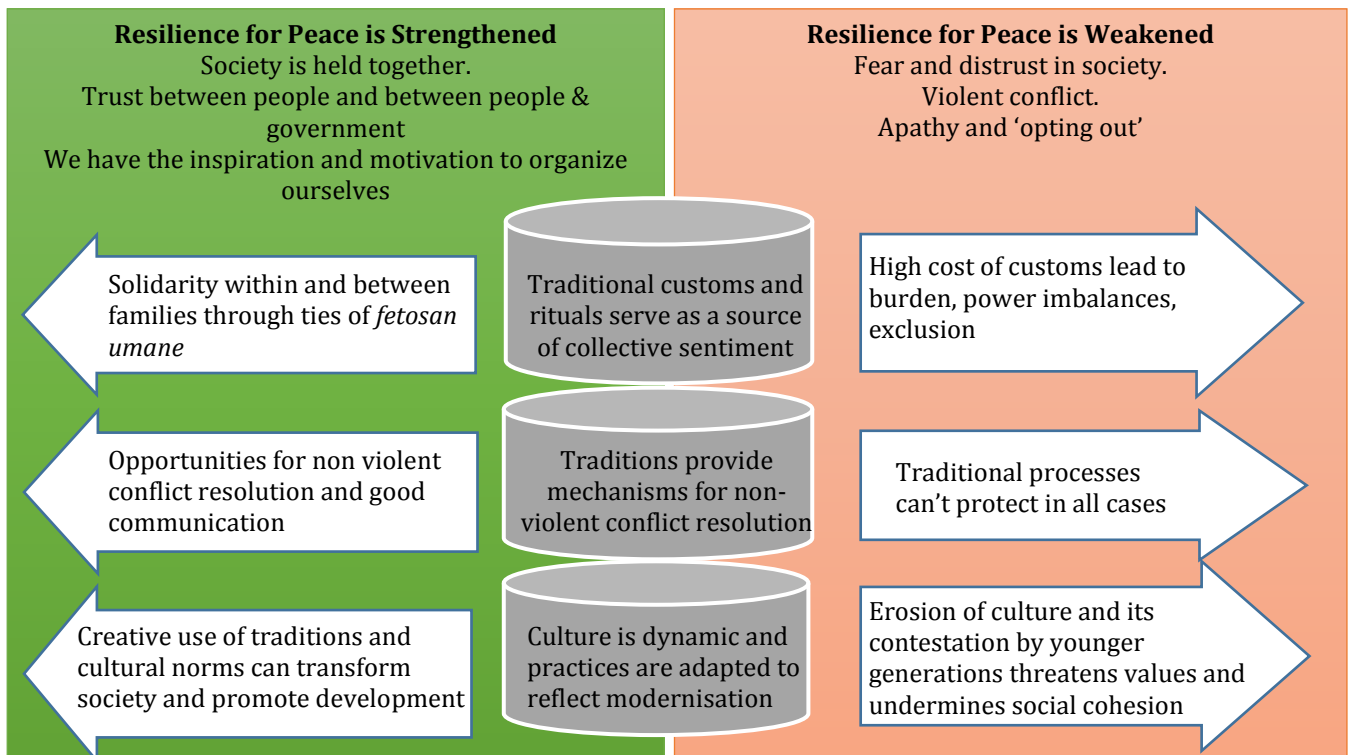 Resilience for Peace is Strengthened
Society is held together.
Trust between people and between people &
government
We have the inspiration and motivation to organize
ourselves
Resilience for Peace is Weakened
Fear and distrust in society.
Violent conflict.
Apathy and ‘opting out’
Solidarity within and between
families through ties of fetosan
umane
Traditional customs and
rituals serve as a source
of collective sentiment
High cost of customs lead to
burden, power imbalances,
exclusion
Opportunities for non violent
conflict resolution and good
communication
Traditions provide
mechanisms for non-
violent conflict resolution
Traditional processes
can’t protect in all cases
Creative use of traditions and
cultural norms can transform
society and promote development
Culture is dynamic and
practices are adapted to
reflect modernisation
Erosion of culture and its
contestation by younger
generations threatens values and
undermines social cohesion